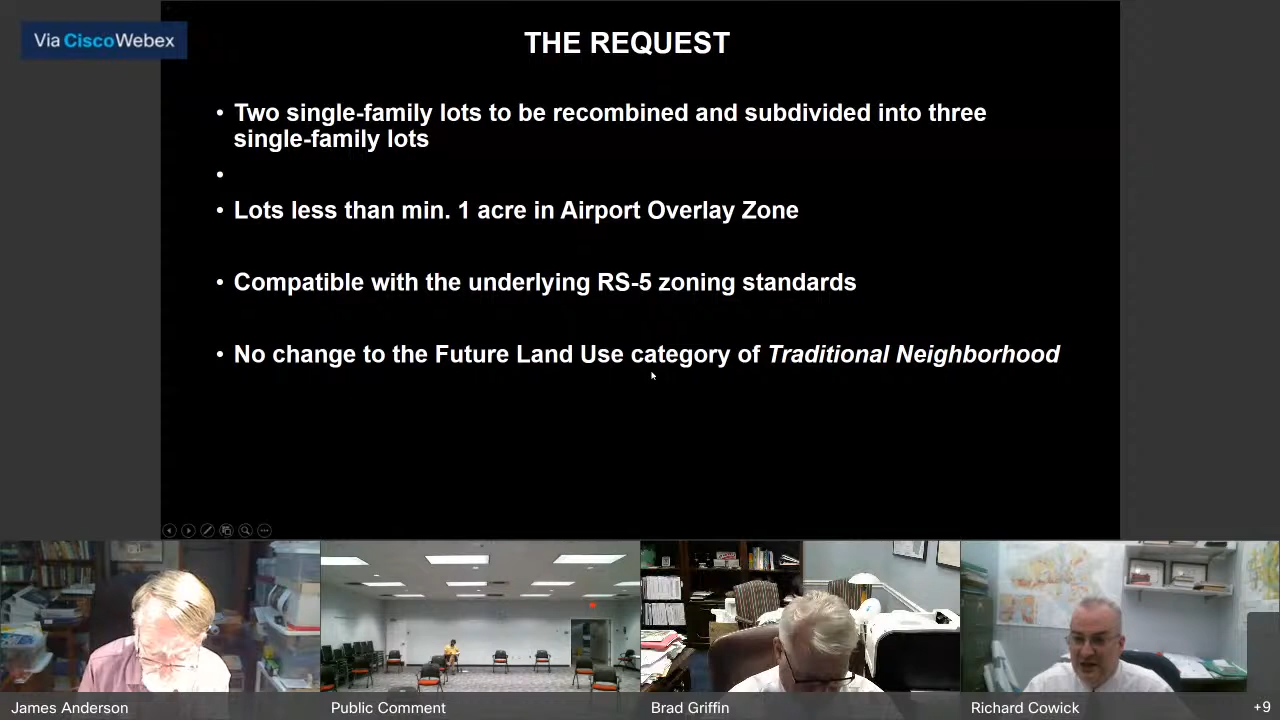 Via CiscoWebex
THE REQUEST
• Two single-family lots to be recombined and subdivided into three
single-family lots
•
• Lots less than min. 1 acre in Airport Overlay Zone
• Compatible with the underlying RS-5 zoning standards
• No change to the Future Land Use category of Traditional Neighborhood
James Anderson
Public Comment
Brad Griffin
Richard Cowick
+9